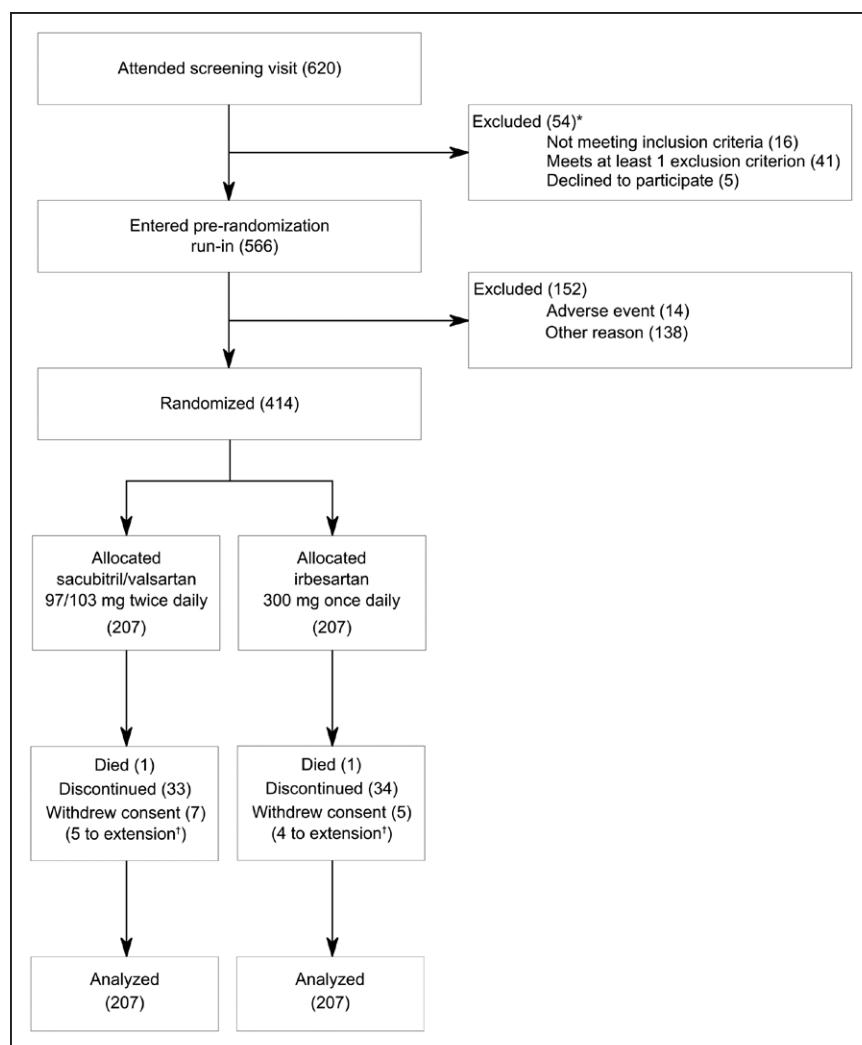 Attended screening visit (620)
Excluded (54)*
Not meeting inclusion criteria (16)
Meets at least 1 exclusion criterion (41)
Declined to participate (5)
Entered pre-randomization
run-in (566)
Excluded (152)
Adverse event (14)
Other reason (138)
Randomized (414)
Allocated
sacubitril/valsartan
97/103 mg twice daily
(207)
Allocated
irbesartan
300 mg once daily
(207)
Died (1)
Discontinued (33)
Withdrew consent (7)
(5 to extension†)
Died (1)
Discontinued (34)
Withdrew consent (5)
(4 to extension†)
Analyzed
(207)
Analyzed
(207)